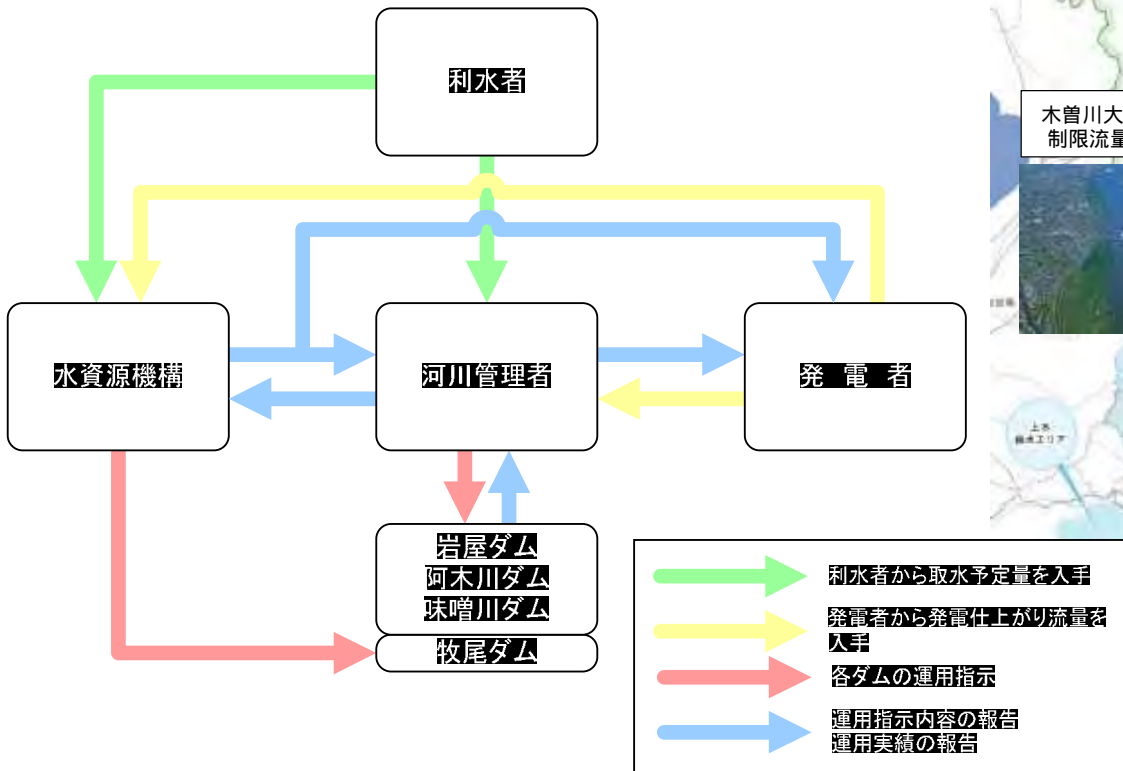 利水者
木曽川大
制限流量
水資源機構
河川管理者
発 電 者
上水
岩屋ダム
阿木川ダム
味噌川ダム
牧尾ダム
利水者から取水予定量を入手
発電者から発電仕上がり流量を
入手
各ダムの運用指示
運用指示内容の報告
運用実績の報告